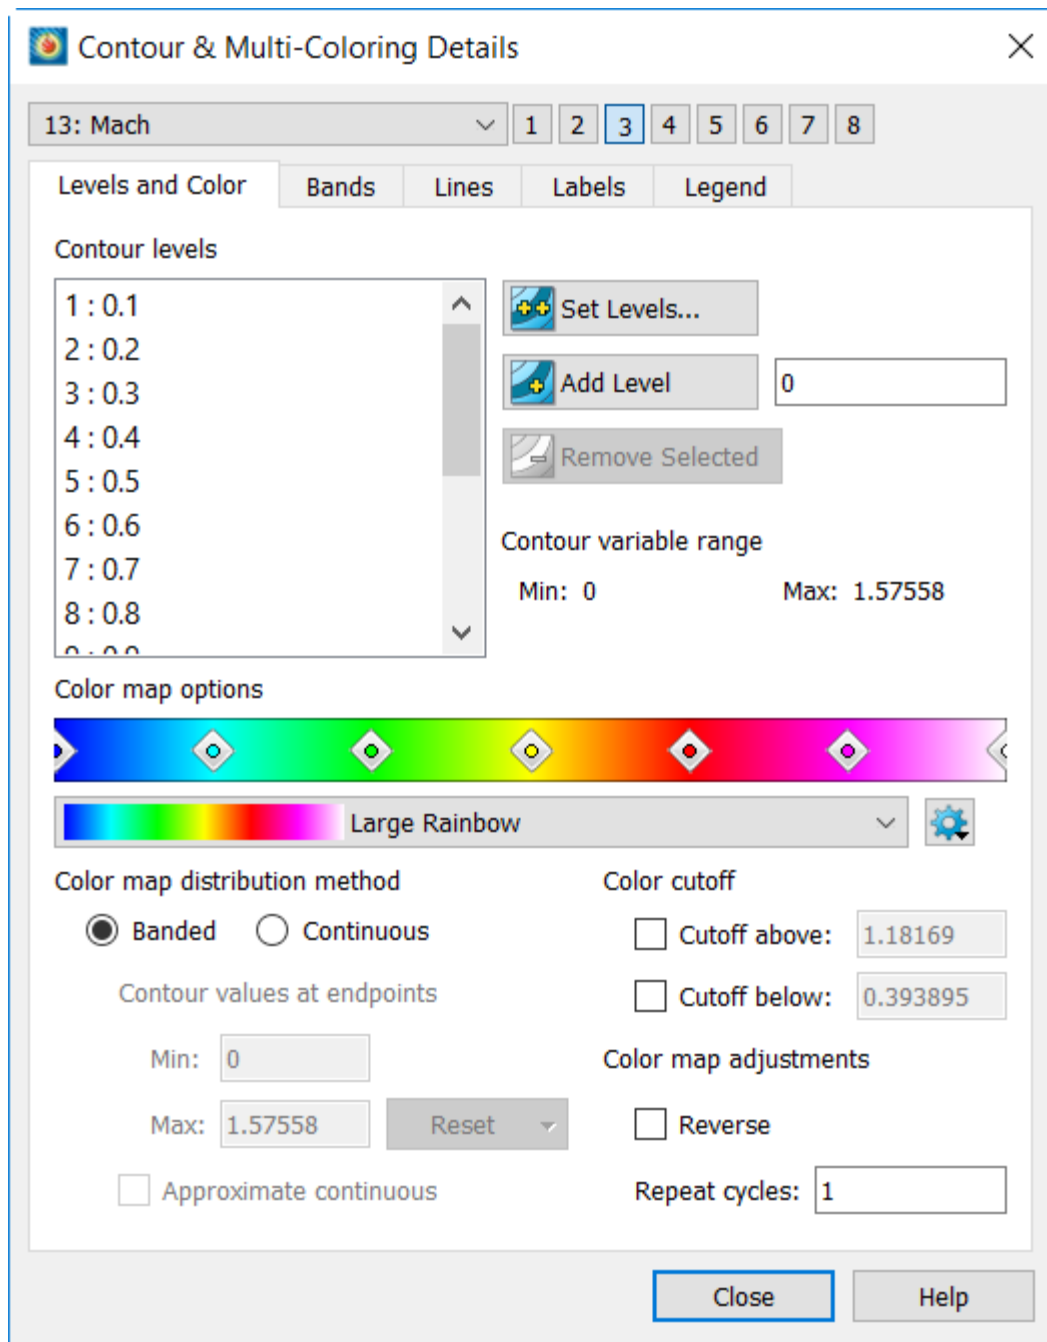 Contour & Multi-Coloring Details
13: Mach 1 2 3 4 5 6 7 8
Levels and Color Bands Lines Labels Legend
Contour levels
1 : 0.1
2 : 0.2
3 : 0.3
4 : 0.4
5 : 0.5
6 : 0.6
7 : 0.7
8 : 0.8
9 : 0.9
Set Levels...
Add Level 0
Remove Selected
Contour variable range
Min: 0 Max: 1.57558
Color map options
Large Rainbow
Color map distribution method
Banded Continuous
Contour values at endpoints
Min: 0
Max: 1.57558 Reset
Approximate continuous
Color cutoff
Cutoff above: 1.18169
Cutoff below: 0.393895
Color map adjustments
Reverse
Repeat cycles: 1
Close Help